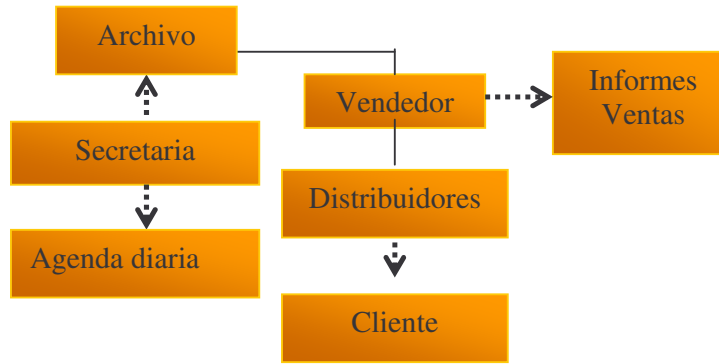 Archivo
Vendedor
Informes
Ventas
Secretaria
Distribuidores
Agenda diaria
Cliente